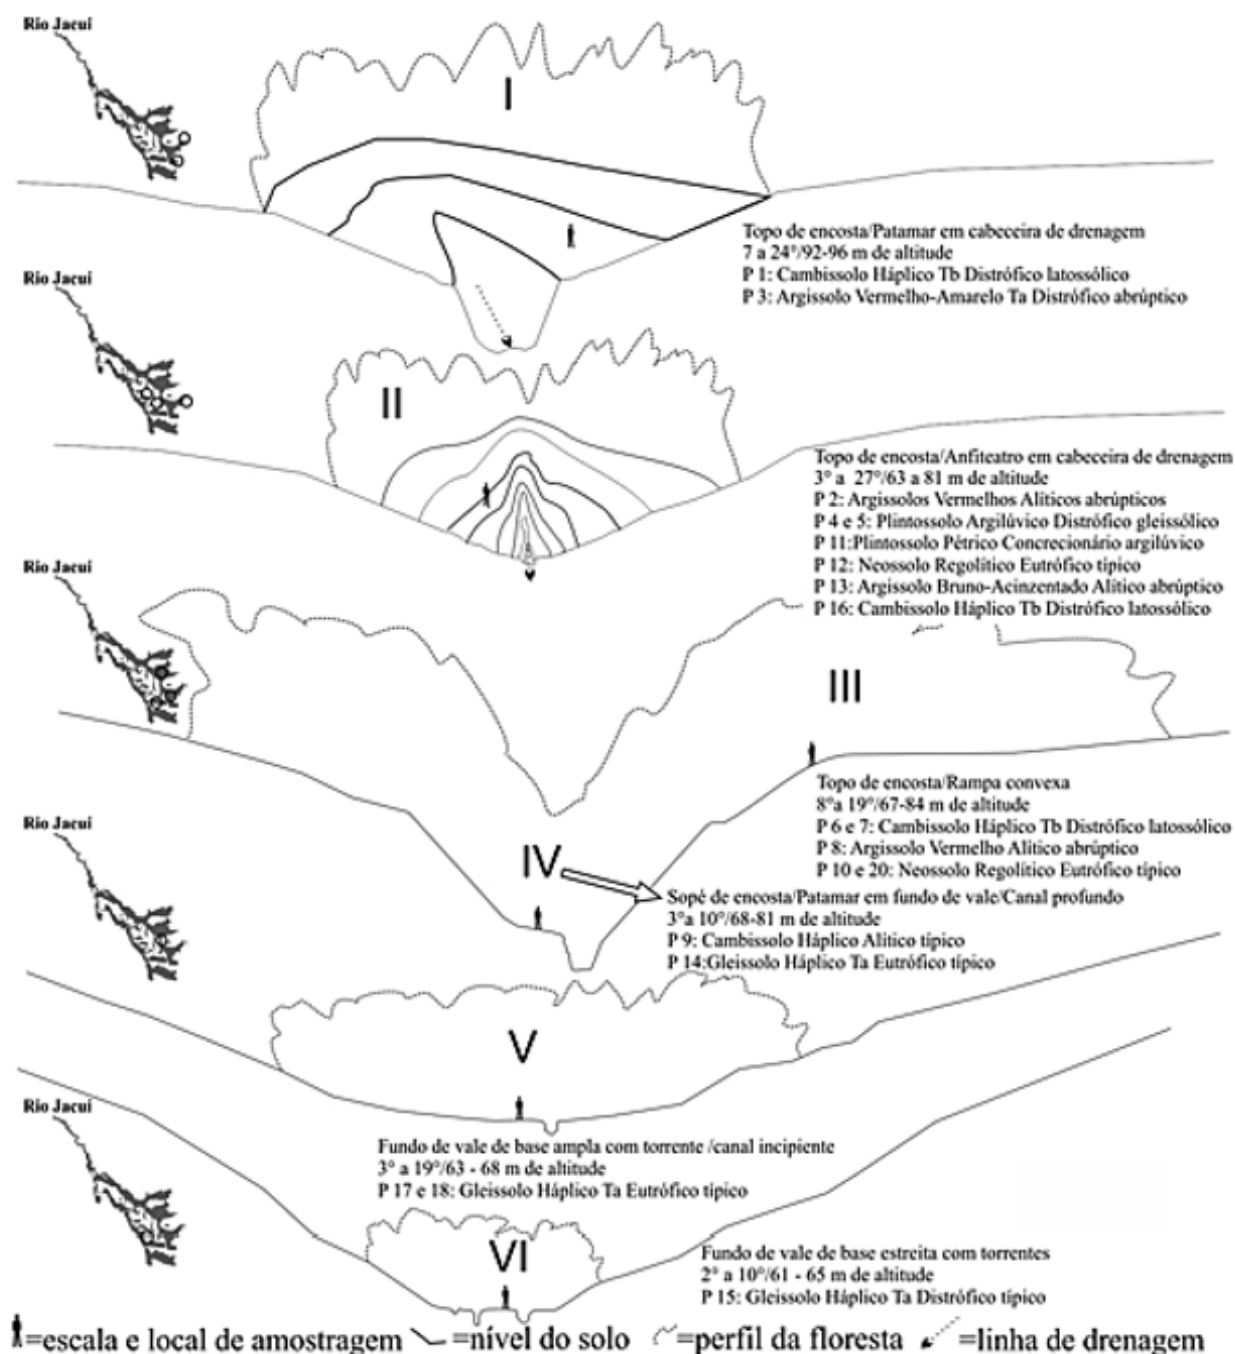 Rio Jacuí
I
Topo de encosta/Patamar em cabeceira de drenagem
7 a 24°/92-96 m de altitude
P 1: Cambissolo Háplico Tb Distrófico latossólico
P 3: Argissolo Vermelho-Amarelo Ta Distrófico abrúptico
Rio Jacuí
II
Topo de encosta/Anfiteatro em cabeceira de drenagem
3° a 27°/63 a 81 m de altitude
P 2: Argissolos Vermelhos Alíticos abrúpticos
P 4 e 5: Plintossolo Argilúvico Distrófico gleissólico
P 11:Plintossolo Pétrico Concrecionário argilúvico
P 12: Neossolo Regolítico Eutrófico típico
P 13: Argissolo Bruno-Acinzentado Alítico abrúptico
P 16: Cambissolo Háplico Tb Distrófico latossólico
Rio Jacuí
III
Topo de encosta/Rampa convexa
8°a 19°/67-84 m de altitude
P 6 e 7: Cambissolo Háplico Tb Distrófico latossólico
P 8: Argissolo Vermelho Alítico abrúptico
P 10 e 20: Neossolo Regolítico Eutrófico típico
Rio Jacuí
IV
Sopé de encosta/Patamar em fundo de vale/Canal profundo
3°a 10°/68-81 m de altitude
P 9: Cambissolo Háplico Alítico típico
P 14:Gleissolo Háplico Ta Eutrófico típico
V
Rio Jacuí
Fundo de vale de base ampla com torrente /canal incipiente
3° a 19°/63 - 68 m de altitude
P 17 e 18: Gleissolo Háplico Ta Eutrófico típico
VI
Fundo de vale de base estreita com torrentes
2° a 10°/61 - 65 m de altitude
P 15: Gleissolo Háplico Ta Distrófico típico
=escala e local de amostragem =nível do solo =perfil da floresta =linha de drenagem